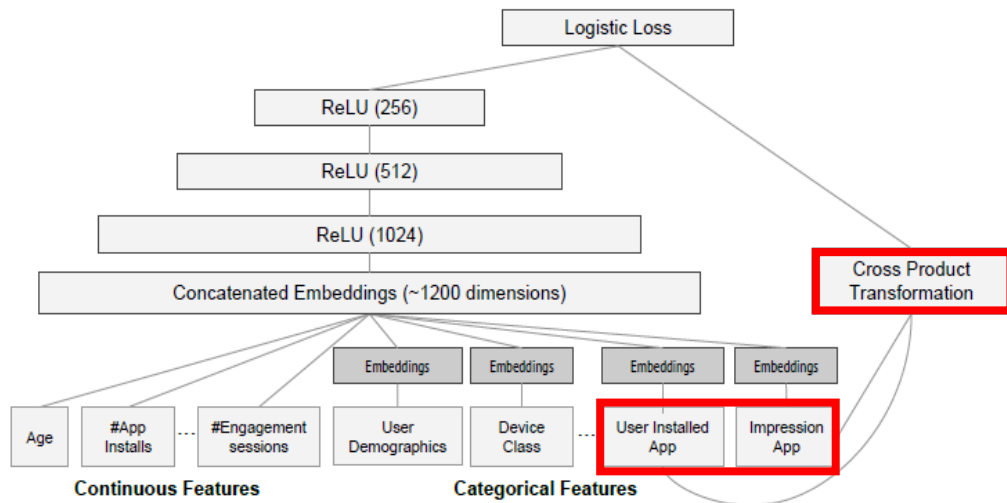 Logistic Loss
ReLU (256)
ReLU (512)
ReLU (1024)
Concatenated Embeddings (~1200 dimensions)
Cross Product
Transformation
Embeddings
Embeddings
Embeddings
Embeddings
Age
#App
Installs
#Engagement
sessions
User
Demographics
Device
Class
User Installed
App
Impression
App
Continuous Features
Categorical Features